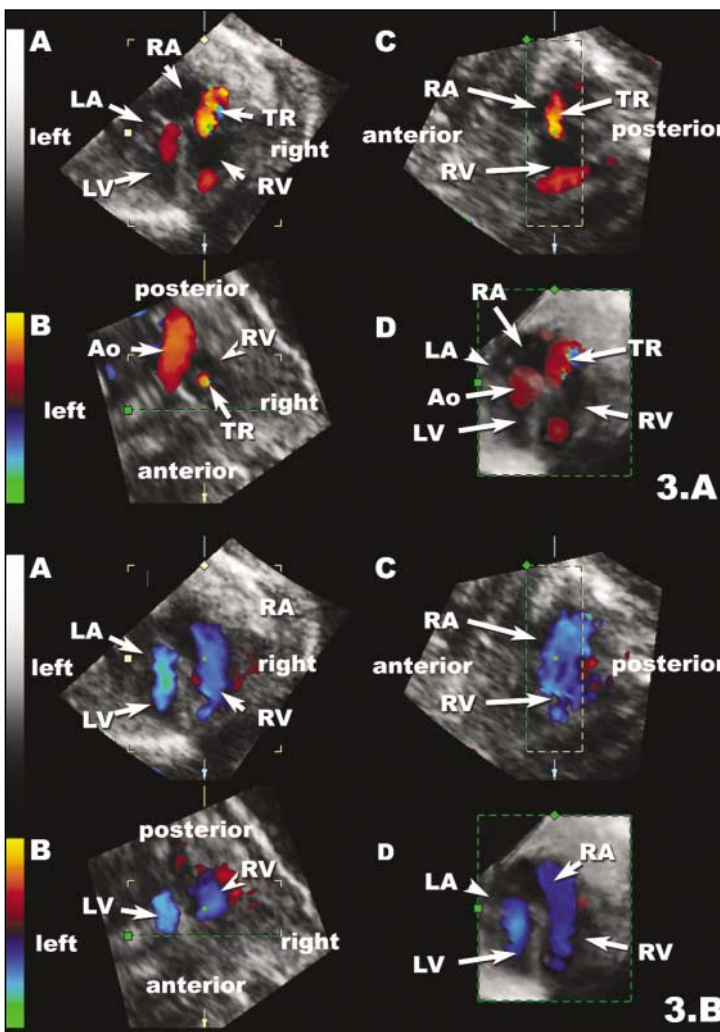 A
RA
LA
left
TR
right
LV
RV
C
RA
TR
anterior
posterior
RV
B
posterior
Ao
RV
left
right
TR
anterior
D
RA
LA
TR
Ao
LV
RV
3.A
A
RA
LA
left
right
LV
RV
C
RA
anterior
posterior
RV
B
posterior
RV
LV
left
right
anterior
D
RA
LA
LV
RV
3.B